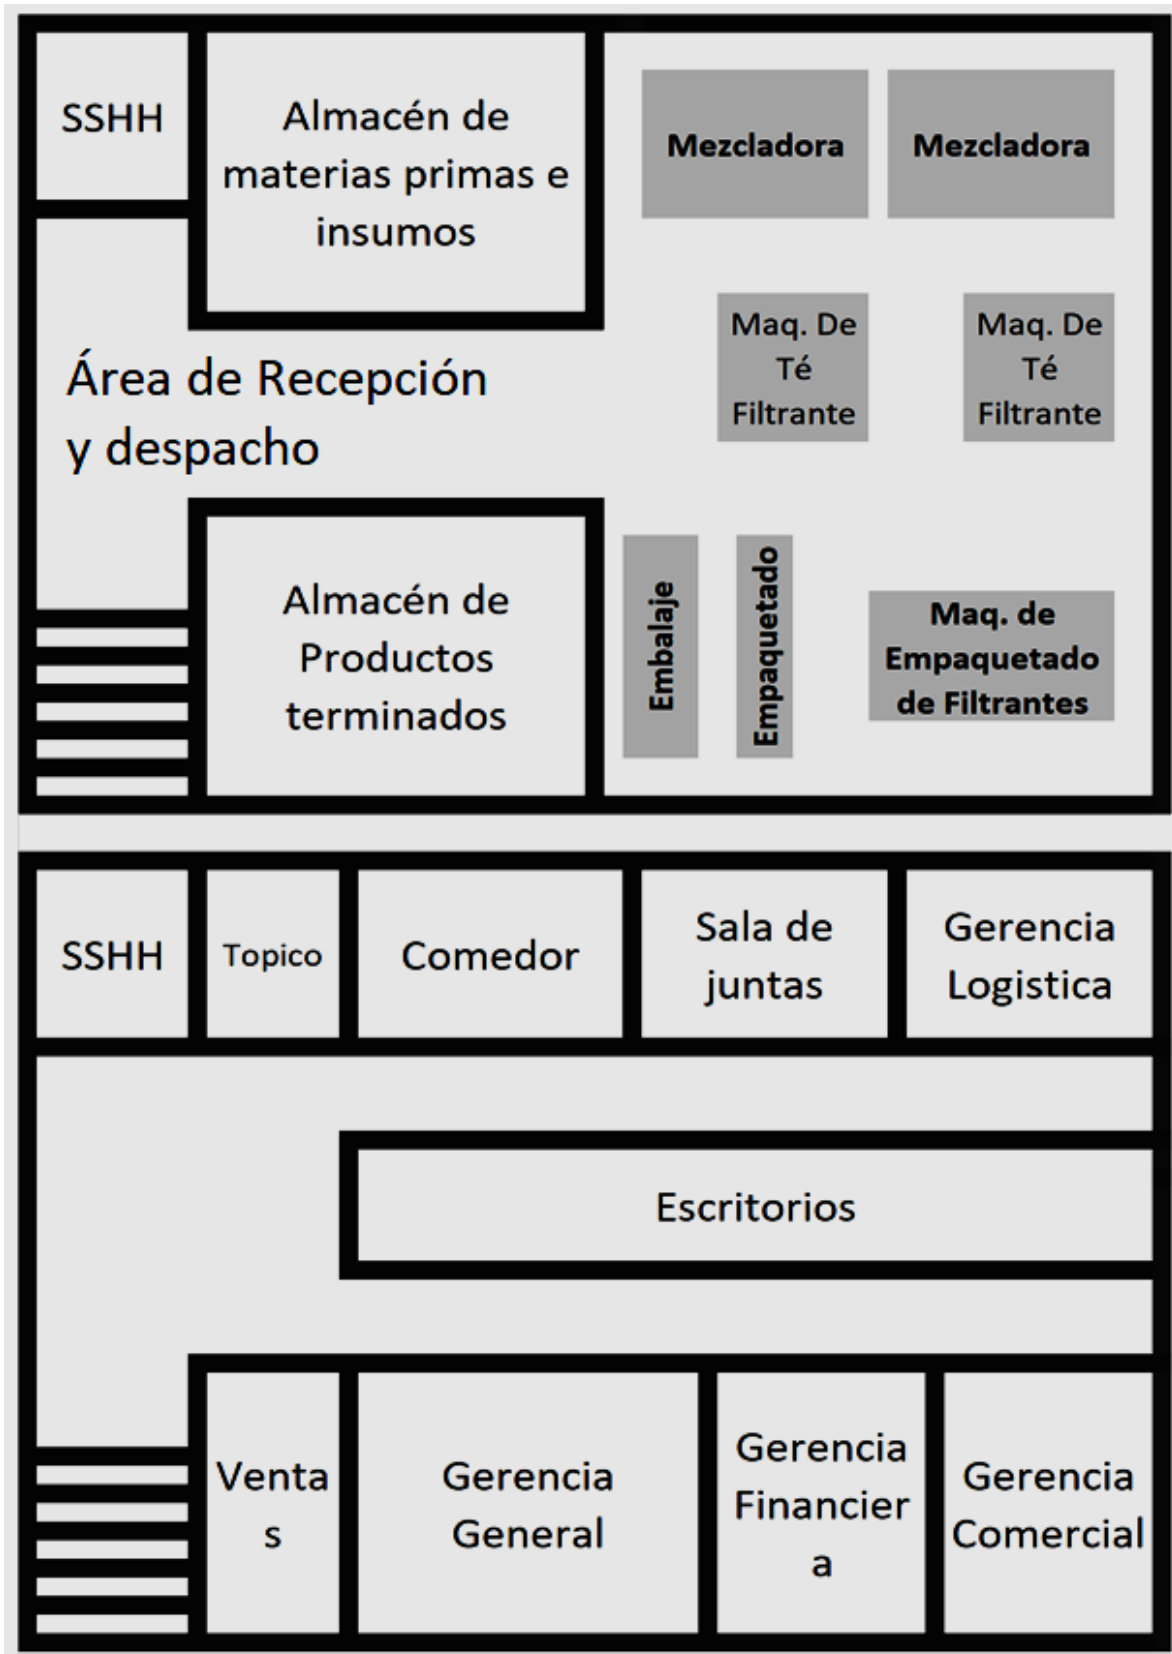 SSHH
Almacén de
materias primas e
insumos
Mezcladora
Mezcladora
Maq. De
Té
Filtrante
Maq. De
Té
Filtrante
Área de Recepción
y despacho
Almacén de
Productos
terminados
Embalaje
Empaquetado
Maq. de
Empaquetado
de Filtrantes
SSHH
Topico
Comedor
Sala de
juntas
Gerencia
Logistica
Escritorios
Venta
s
Gerencia
General
Gerencia
Financier
a
Gerencia
Comercial